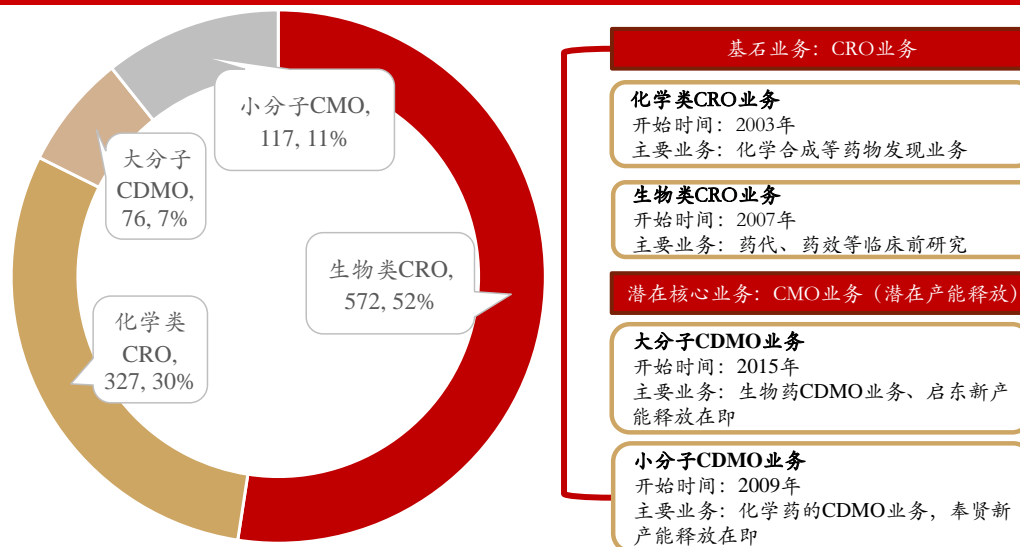 小分子CMO,
117, 11%
大分子
CDMO,
76, 7%
生物类CRO,
572, 52%
化学类
CRO,
327, 30%
基石业务：CRO业务
化学类CRO业务
开始时间：2003年
主要业务：化学合成等药物发现业务
生物类CRO业务
开始时间：2007年
主要业务：药代、药效等临床前研究
潜在核心业务：CMO业务（潜在产能释放）
大分子CDMO业务
开始时间：2015年
主要业务：生物药CDMO业务、启东新产
能释放在即
小分子CDMO业务
开始时间：2009年
主要业务：化学药的CDMO业务，奉贤新
产能释放在即